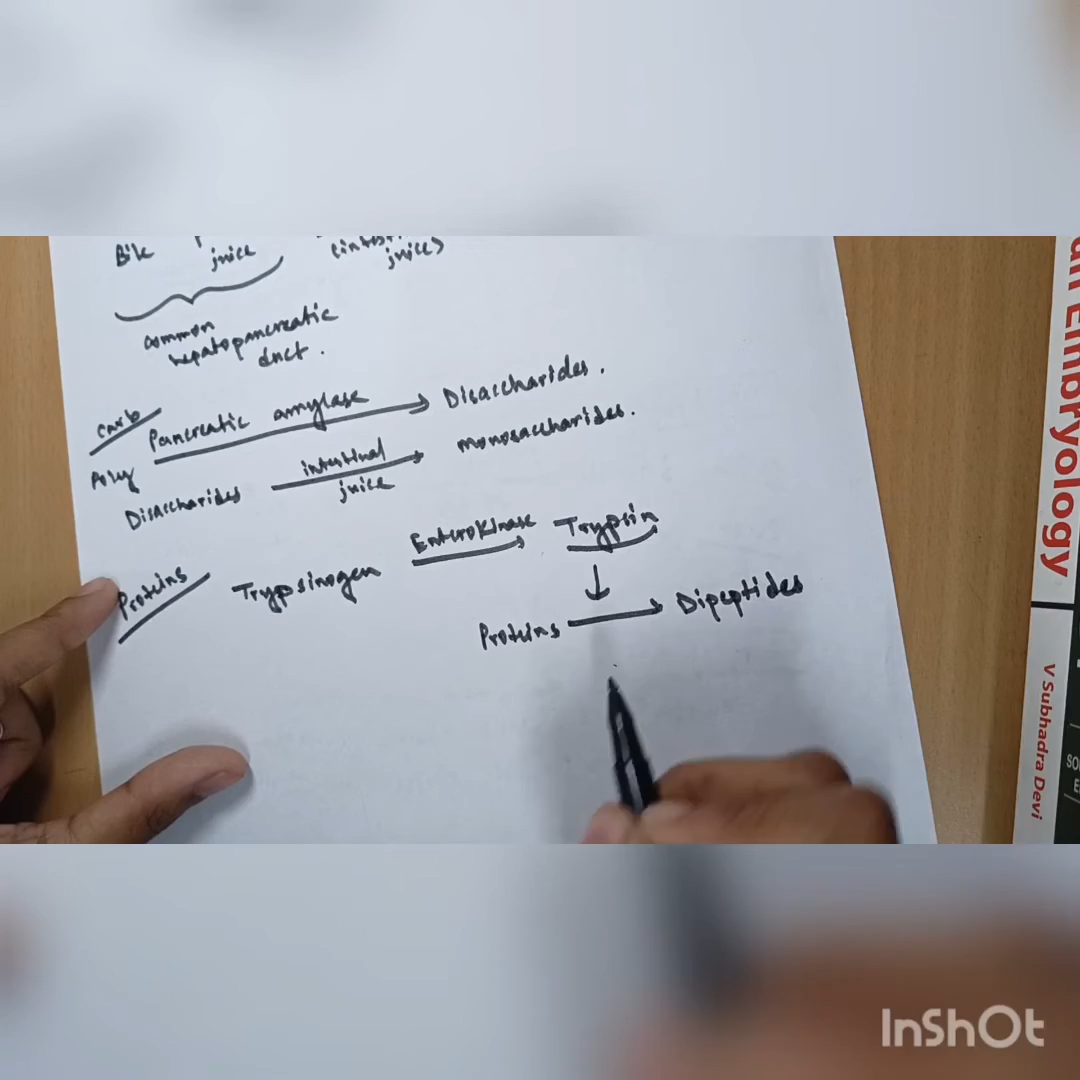 Bile juice (intestinal juices)
common
hepatopancreatic
duct.
Carb
Poly Pancreatic amylase Disaccharides.
Disaccharides intestinal juice monosaccharides.
Proteins Trypsinogen Enterokinase Trypsin
Proteins Dipeptides
Embryology
V Subhadra Devi
InShOt